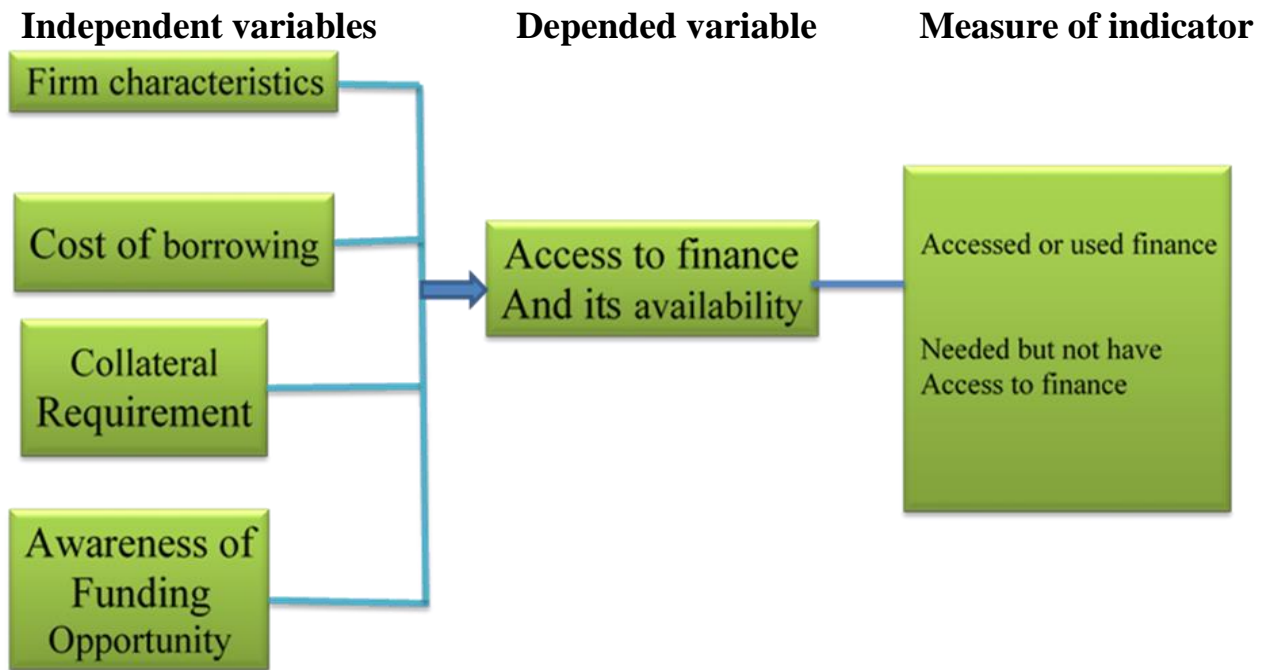 Independent variables
Depended variable
Measure of indicator
Firm characteristics
Cost of borrowing
Collateral
Requirement
Awareness of
Funding
Opportunity
Access to finance
And its availability
Accessed or used finance
Needed but not have
Access to finance